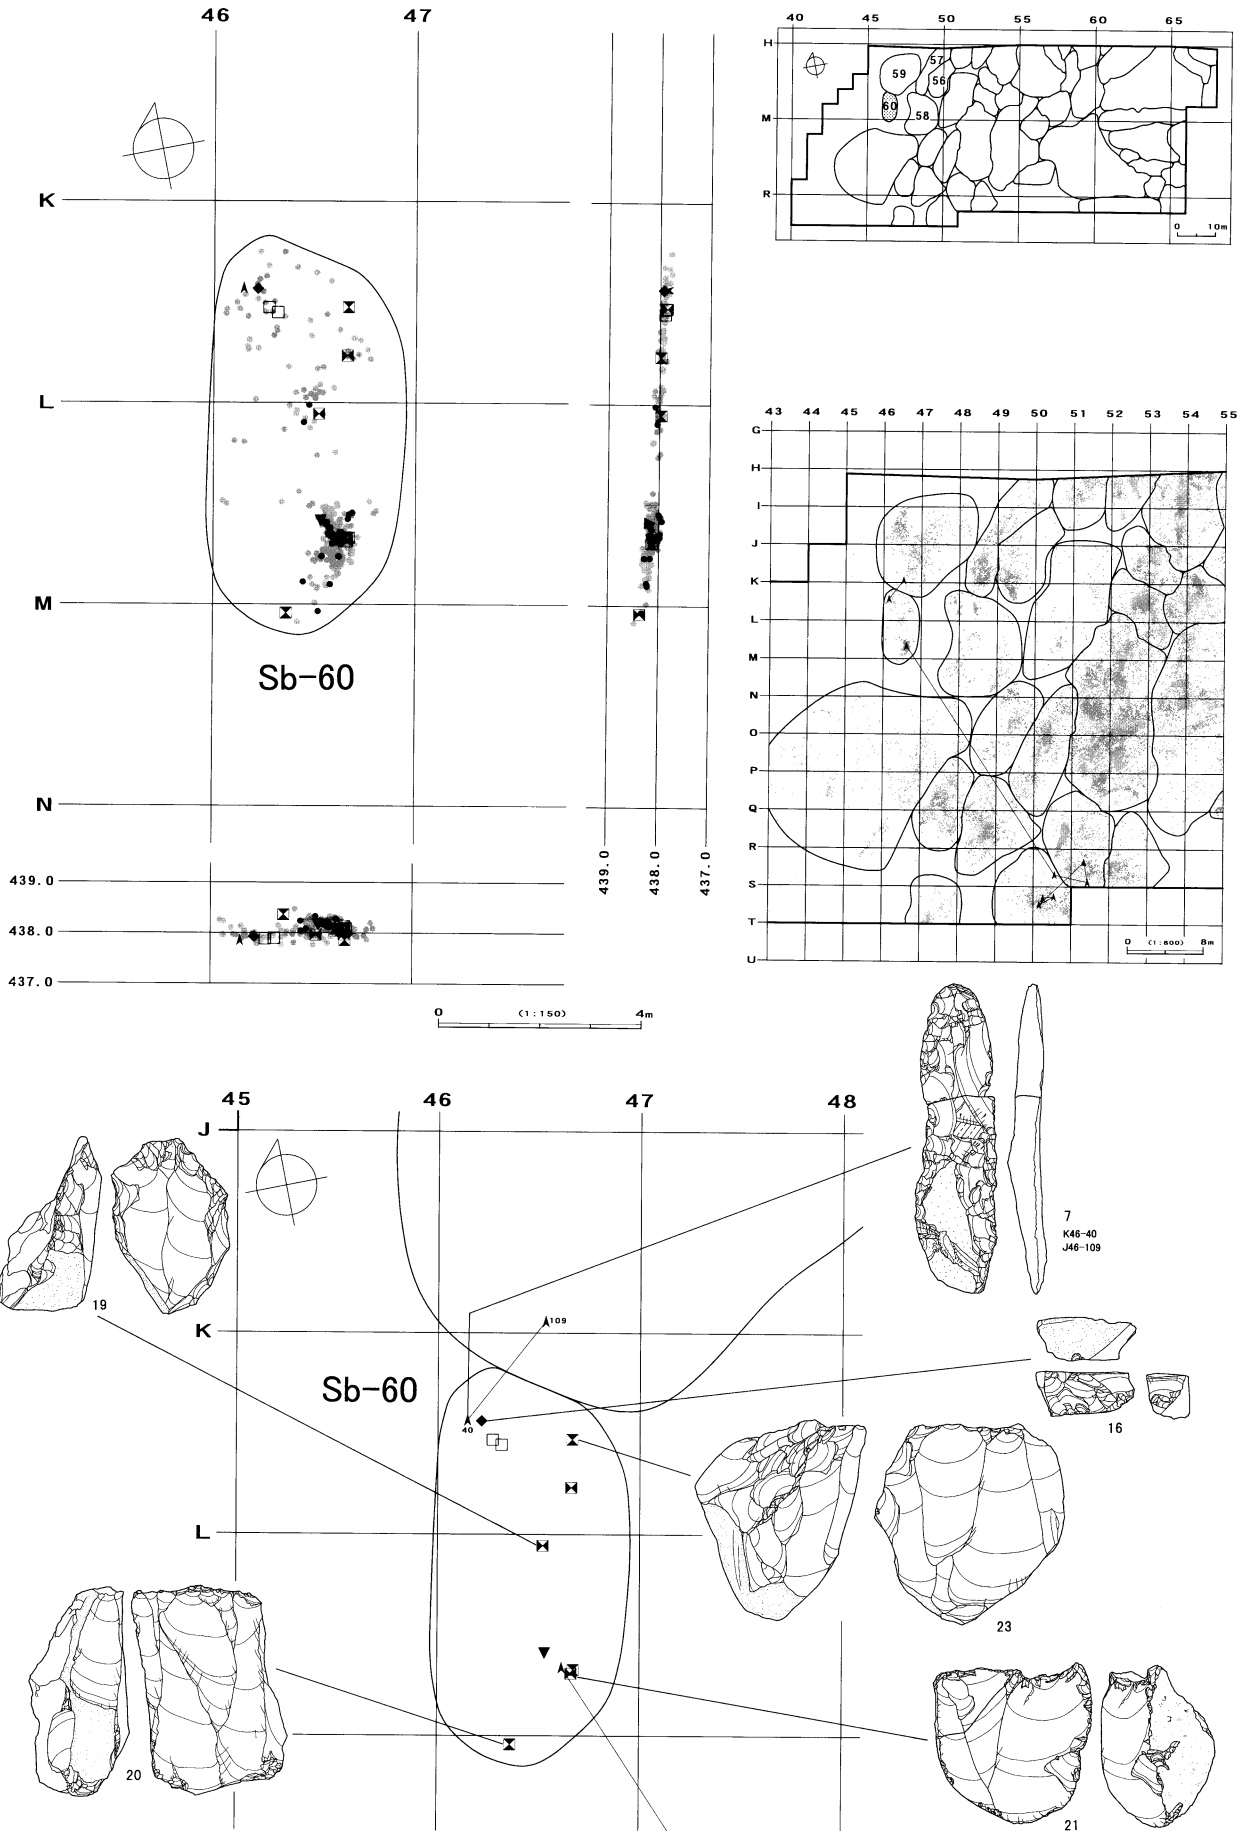 46 47
K
L
M
N
Sb-60
439.0
438.0
437.0
439.0
438.0
437.0
0 (1:150) 4m
40 45 50 55 60 65
H
M
R
57
59
56
60
58
0 10m
43 44 45 46 47 48 49 50 51 52 53 54 55
G
H
I
J
K
L
M
N
O
P
Q
R
S
T
U
0 (1:800) 8m
45 46 47 48
J
K
L
Sb-60
109
40
7
K46-40
J46-109
16
19
20
21
23